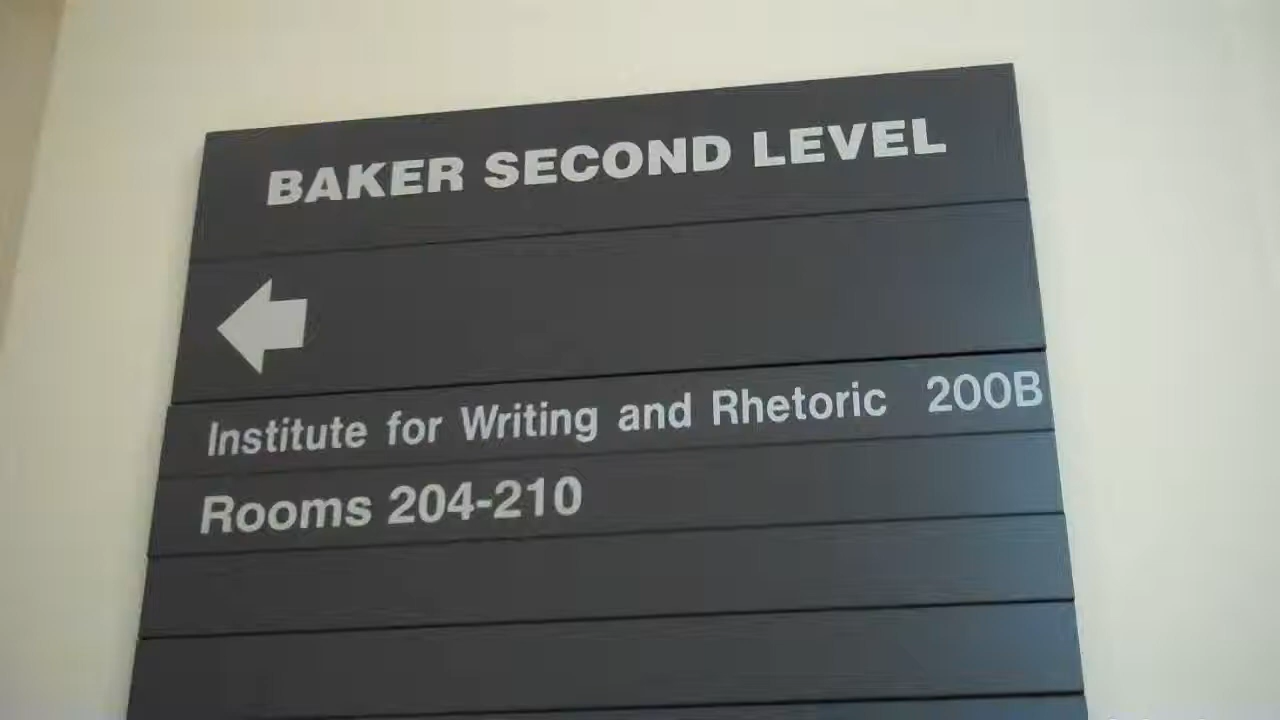 BAKER SECOND LEVEL
Institute for Writing and Rhetoric 200B
Rooms 204-210